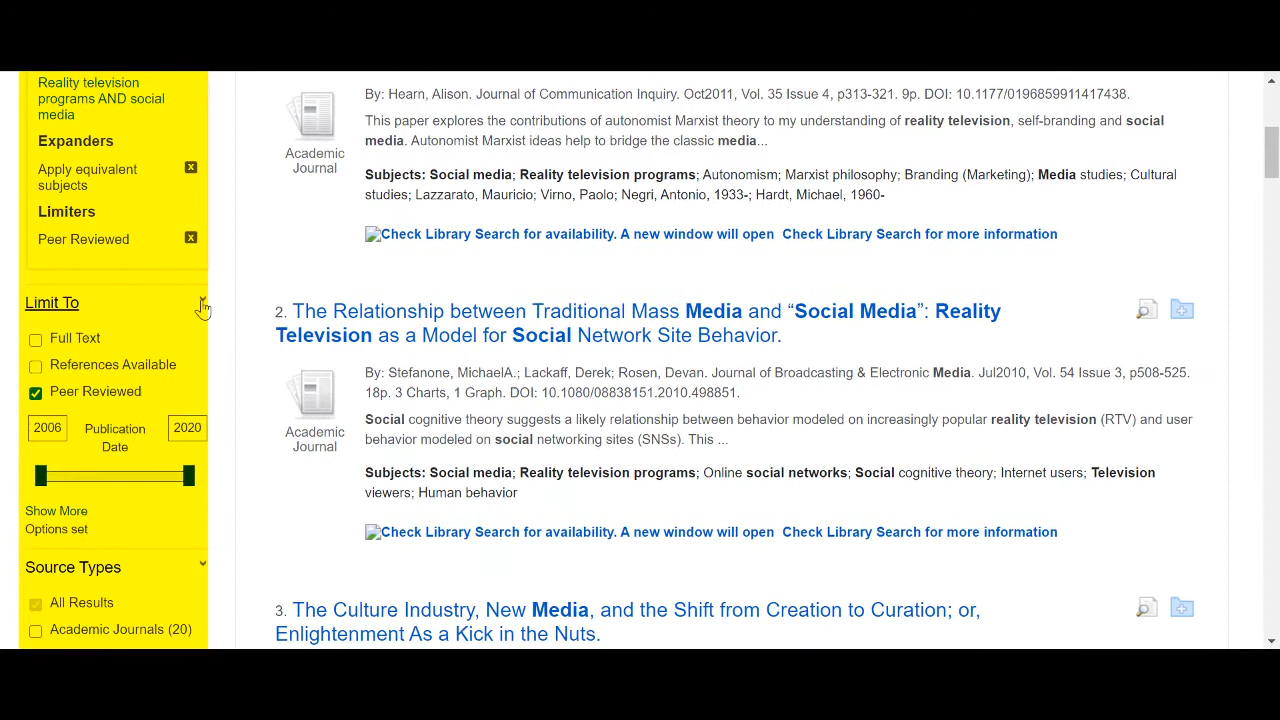 Reality television
programs AND social
media
Expanders
Apply equivalent
subjects
Limiters
Peer Reviewed
Limit To
Full Text
References Available
Peer Reviewed
2006 Publication Date 2020
Show More
Options set
Source Types
All Results
Academic Journals (20)
Academic
Journal
By: Hearn, Alison. Journal of Communication Inquiry. Oct2011, Vol. 35 Issue 4, p313-321. 9p. DOI: 10.1177/0196859911417438.
This paper explores the contributions of autonomist Marxist theory to my understanding of reality television, self-branding and social
media. Autonomist Marxist ideas help to bridge the classic media...
Subjects: Social media; Reality television programs; Autonomism; Marxist philosophy; Branding (Marketing); Media studies; Cultural
studies; Lazzarato, Mauricio; Virno, Paolo; Negri, Antonio, 1933-; Hardt, Michael, 1960-
Check Library Search for availability. A new window will open Check Library Search for more information
2. The Relationship between Traditional Mass Media and “Social Media”: Reality
Television as a Model for Social Network Site Behavior.
Academic
Journal
By: Stefanone, MichaelA.; Lackaff, Derek; Rosen, Devan. Journal of Broadcasting & Electronic Media. Jul2010, Vol. 54 Issue 3, p508-525.
18p. 3 Charts, 1 Graph. DOI: 10.1080/08838151.2010.498851.
Social cognitive theory suggests a likely relationship between behavior modeled on increasingly popular reality television (RTV) and user
behavior modeled on social networking sites (SNSs). This ...
Subjects: Social media; Reality television programs; Online social networks; Social cognitive theory; Internet users; Television
viewers; Human behavior
Check Library Search for availability. A new window will open Check Library Search for more information
3. The Culture Industry, New Media, and the Shift from Creation to Curation; or,
Enlightenment As a Kick in the Nuts.